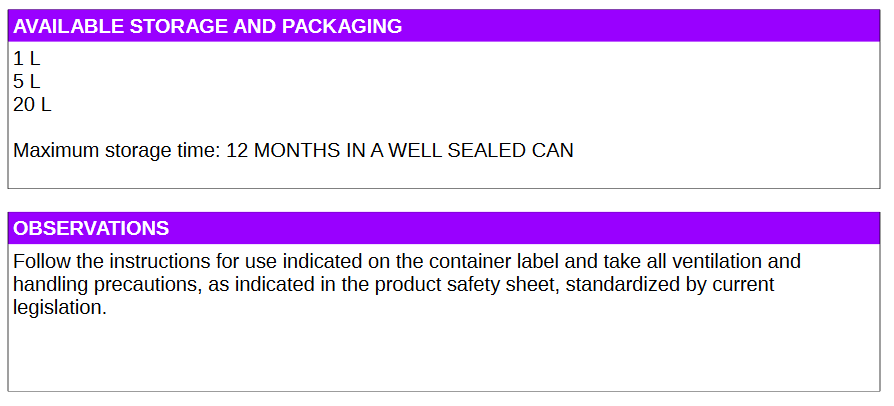 AVAILABLE STORAGE AND PACKAGING
1 L
5 L
20 L
Maximum storage time: 12 MONTHS IN A WELL SEALED CAN
OBSERVATIONS
Follow the instructions for use indicated on the container label and take all ventilation and
handling precautions, as indicated in the product safety sheet, standardized by current
legislation.